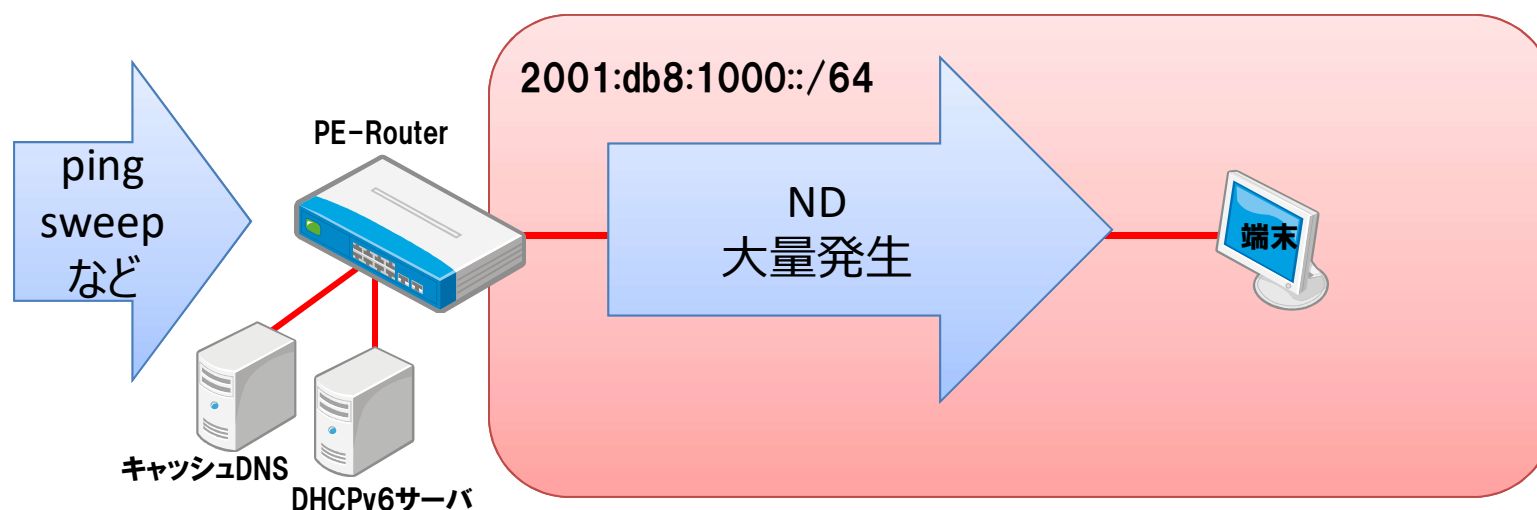 2001:db8:1000::/64
PE-Router
ping
sweep
など
ND
大量発生
端末
キャッシュDNS
DHCPv6サーバ